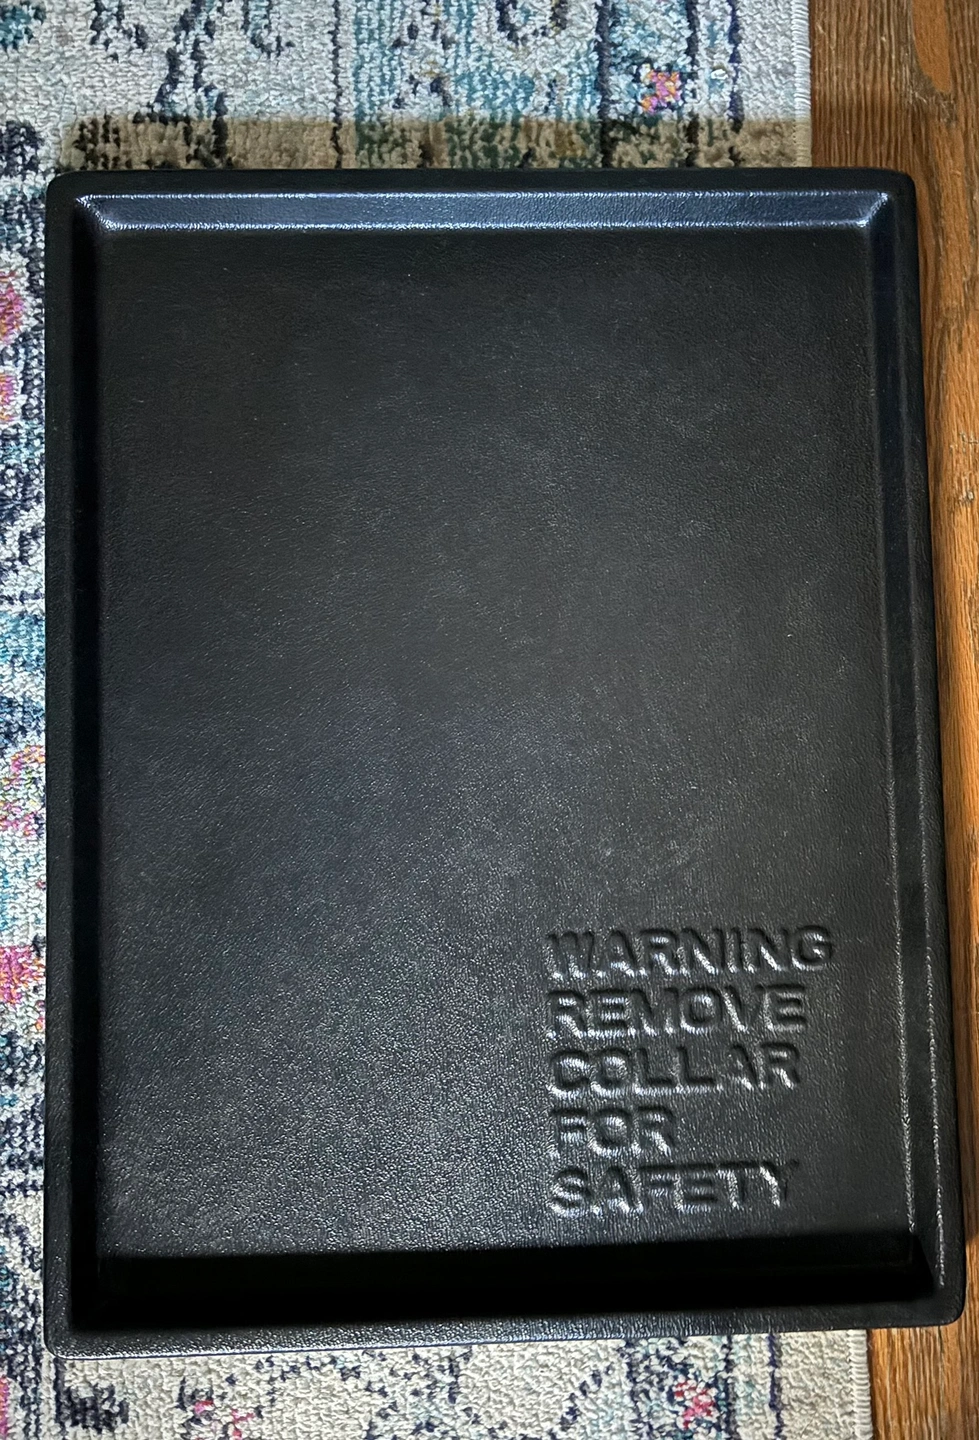 WARNING
REMOVE
COLLAR
FOR
SAFETY